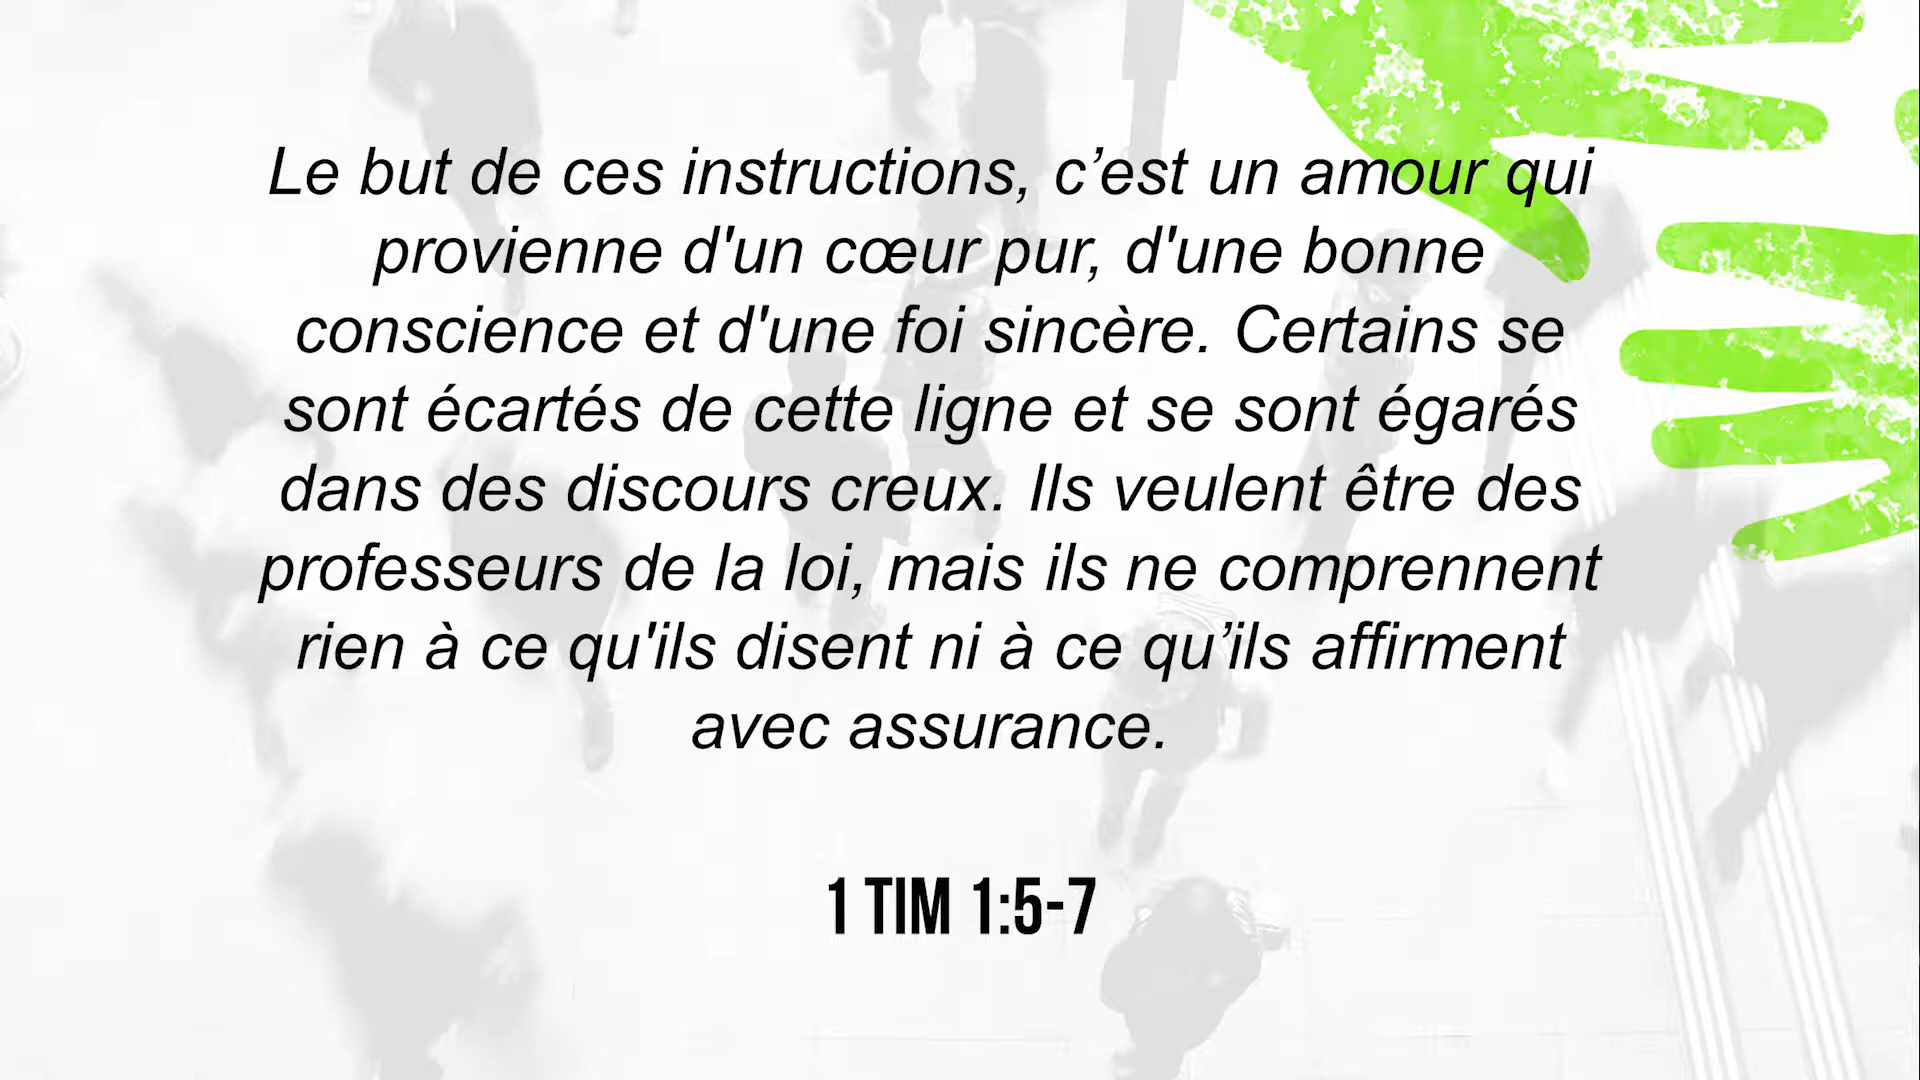 Le but de ces instructions, c’est un amour qui
provienne d'un cœur pur, d'une bonne
conscience et d'une foi sincère. Certains se
sont écartés de cette ligne et se sont égarés
dans des discours creux. Ils veulent être des
professeurs de la loi, mais ils ne comprennent
rien à ce qu'ils disent ni à ce qu’ils affirment
avec assurance.
1 TIM 1:5-7